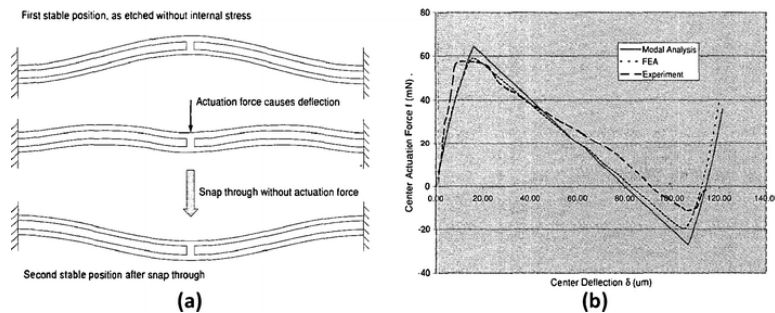 First stable position, as etched without internal stress
Actuation force causes deflection
Snap through without actuation force
Second stable position after snap through
(a)
80
60
40
20
0
-20
-40
Center Actuation Force f (mN) .
Modal Analysis
FEA
Experiment
0.00 20.00 40.00 60.00 80.00 100.00 120.00 140.0
Center Deflection δ (um)
(b)